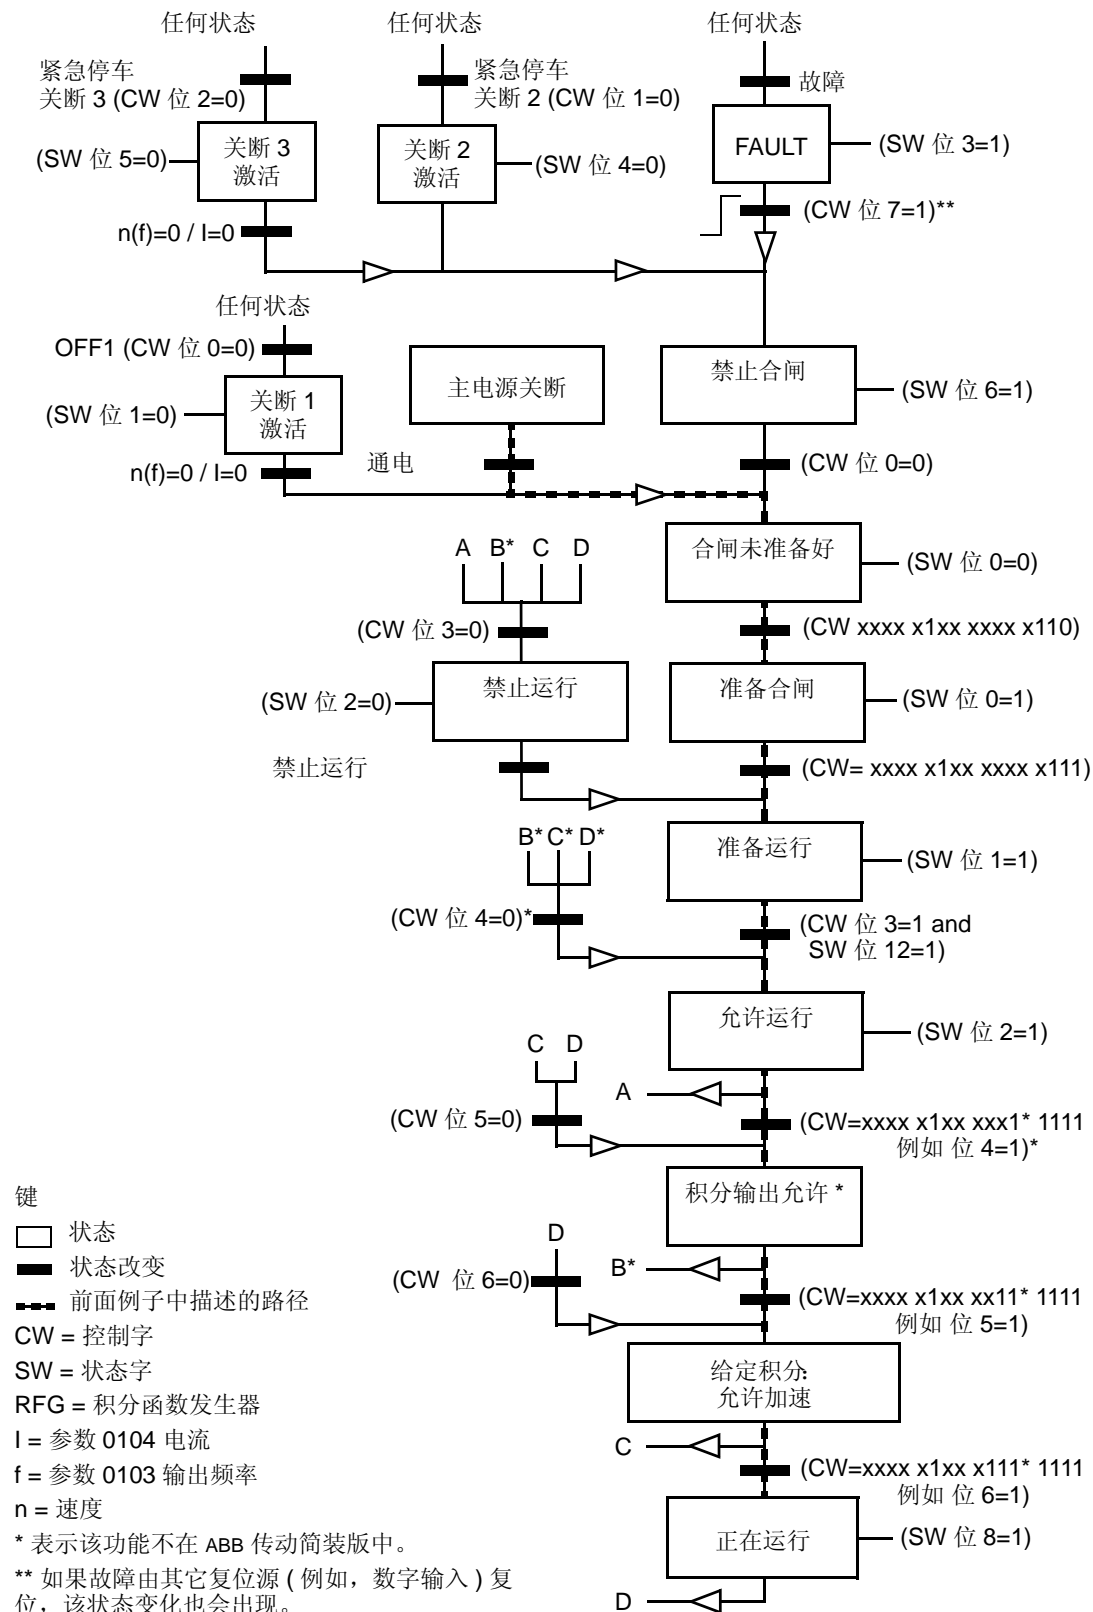 任何状态
任何状态
任何状态
紧急停车
关断 3 (CW 位 2=0)
紧急停车
关断 2 (CW 位 1=0)
故障
(SW 位 5=0)
关断 3
激活
关断 2
激活
(SW 位 4=0)
FAULT
(SW 位 3=1)
n(f)=0 / I=0
(CW 位 7=1)**
任何状态
OFF1 (CW 位 0=0)
(SW 位 1=0)
关断 1
激活
主电源关断
禁止合闸
(SW 位 6=1)
n(f)=0 / I=0
通电
(CW 位 0=0)
合闸未准备好
(SW 位 0=0)
A B* C D
(CW 位 3=0)
(CW xxxx x1xx xxxx x110)
(SW 位 2=0)
禁止运行
准备合闸
(SW 位 0=1)
禁止运行
(CW= xxxx x1xx xxxx x111)
B* C* D*
准备运行
(SW 位 1=1)
(CW 位 4=0)*
(CW 位 3=1 and
SW 位 12=1)
允许运行
(SW 位 2=1)
C D
A
(CW 位 5=0)
(CW=xxxx x1xx xxx1* 1111
例如 位 4=1)*
积分输出允许 *
D
B*
(CW 位 6=0)
(CW=xxxx x1xx xx11* 1111
例如 位 5=1)
给定积分:
允许加速
C
(CW=xxxx x1xx x111* 1111
例如 位 6=1)
正在运行
(SW 位 8=1)
D
键
状态
状态改变
前面例子中描述的路径
CW = 控制字
SW = 状态字
RFG = 积分函数发生器
I = 参数 0104 电流
f = 参数 0103 输出频率
n = 速度
* 表示该功能不在 ABB 传动简装版中。
** 如果故障由其它复位源 ( 例如，数字输入 ) 复
位，该状态变化也会出现。